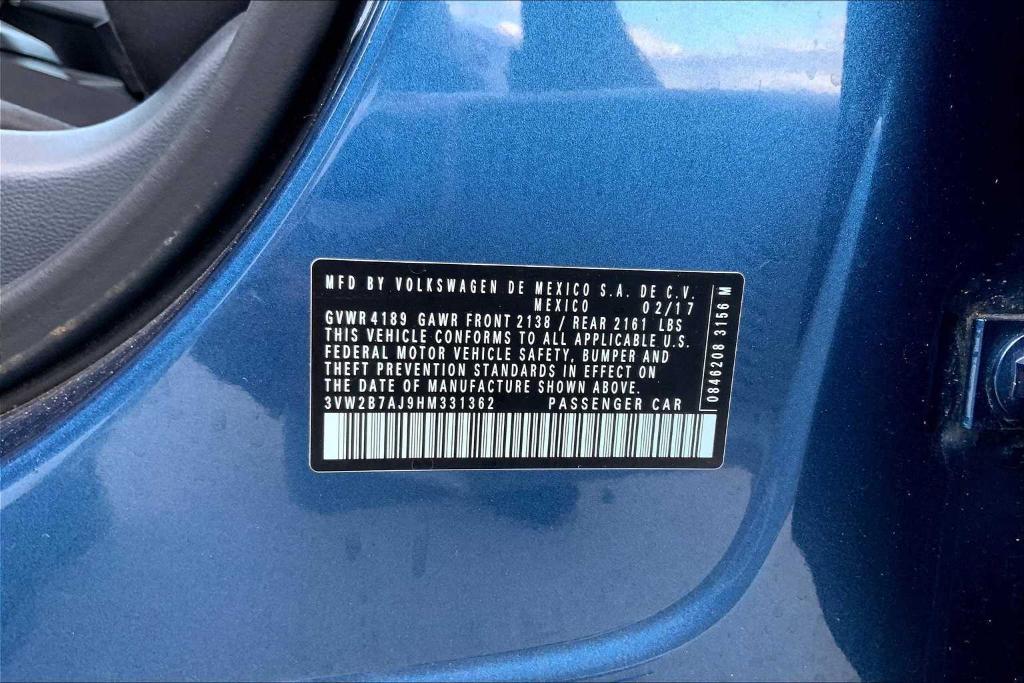 MFD BY VOLKSWAGEN DE MEXICO S.A. DE C.V.
MEXICO 02/17
GVWR 4189 GAWR FRONT 2138 / REAR 2161 LBS
THIS VEHICLE CONFORMS TO ALL APPLICABLE U.S.
FEDERAL MOTOR VEHICLE SAFETY, BUMPER AND
THEFT PREVENTION STANDARDS IN EFFECT ON
THE DATE OF MANUFACTURE SHOWN ABOVE.
3VW2B7AJ9HM331362 PASSENGER CAR
0846208 3156 M